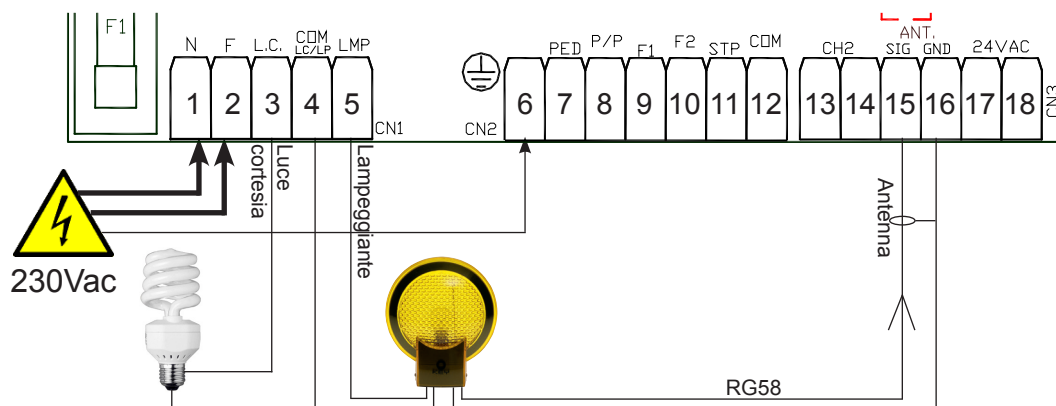 F1
N F L.C. COM LC/LP LMP
1 2 3 4 5
CN1
CN2
PED P/P F1 F2 STP COM
6 7 8 9 10 11 12
CH2 ANT. SIG GND 24VAC
13 14 15 16 17 18
CN3
Luce
cortesia
Lampeggiante
Antenna
230Vac
RG58